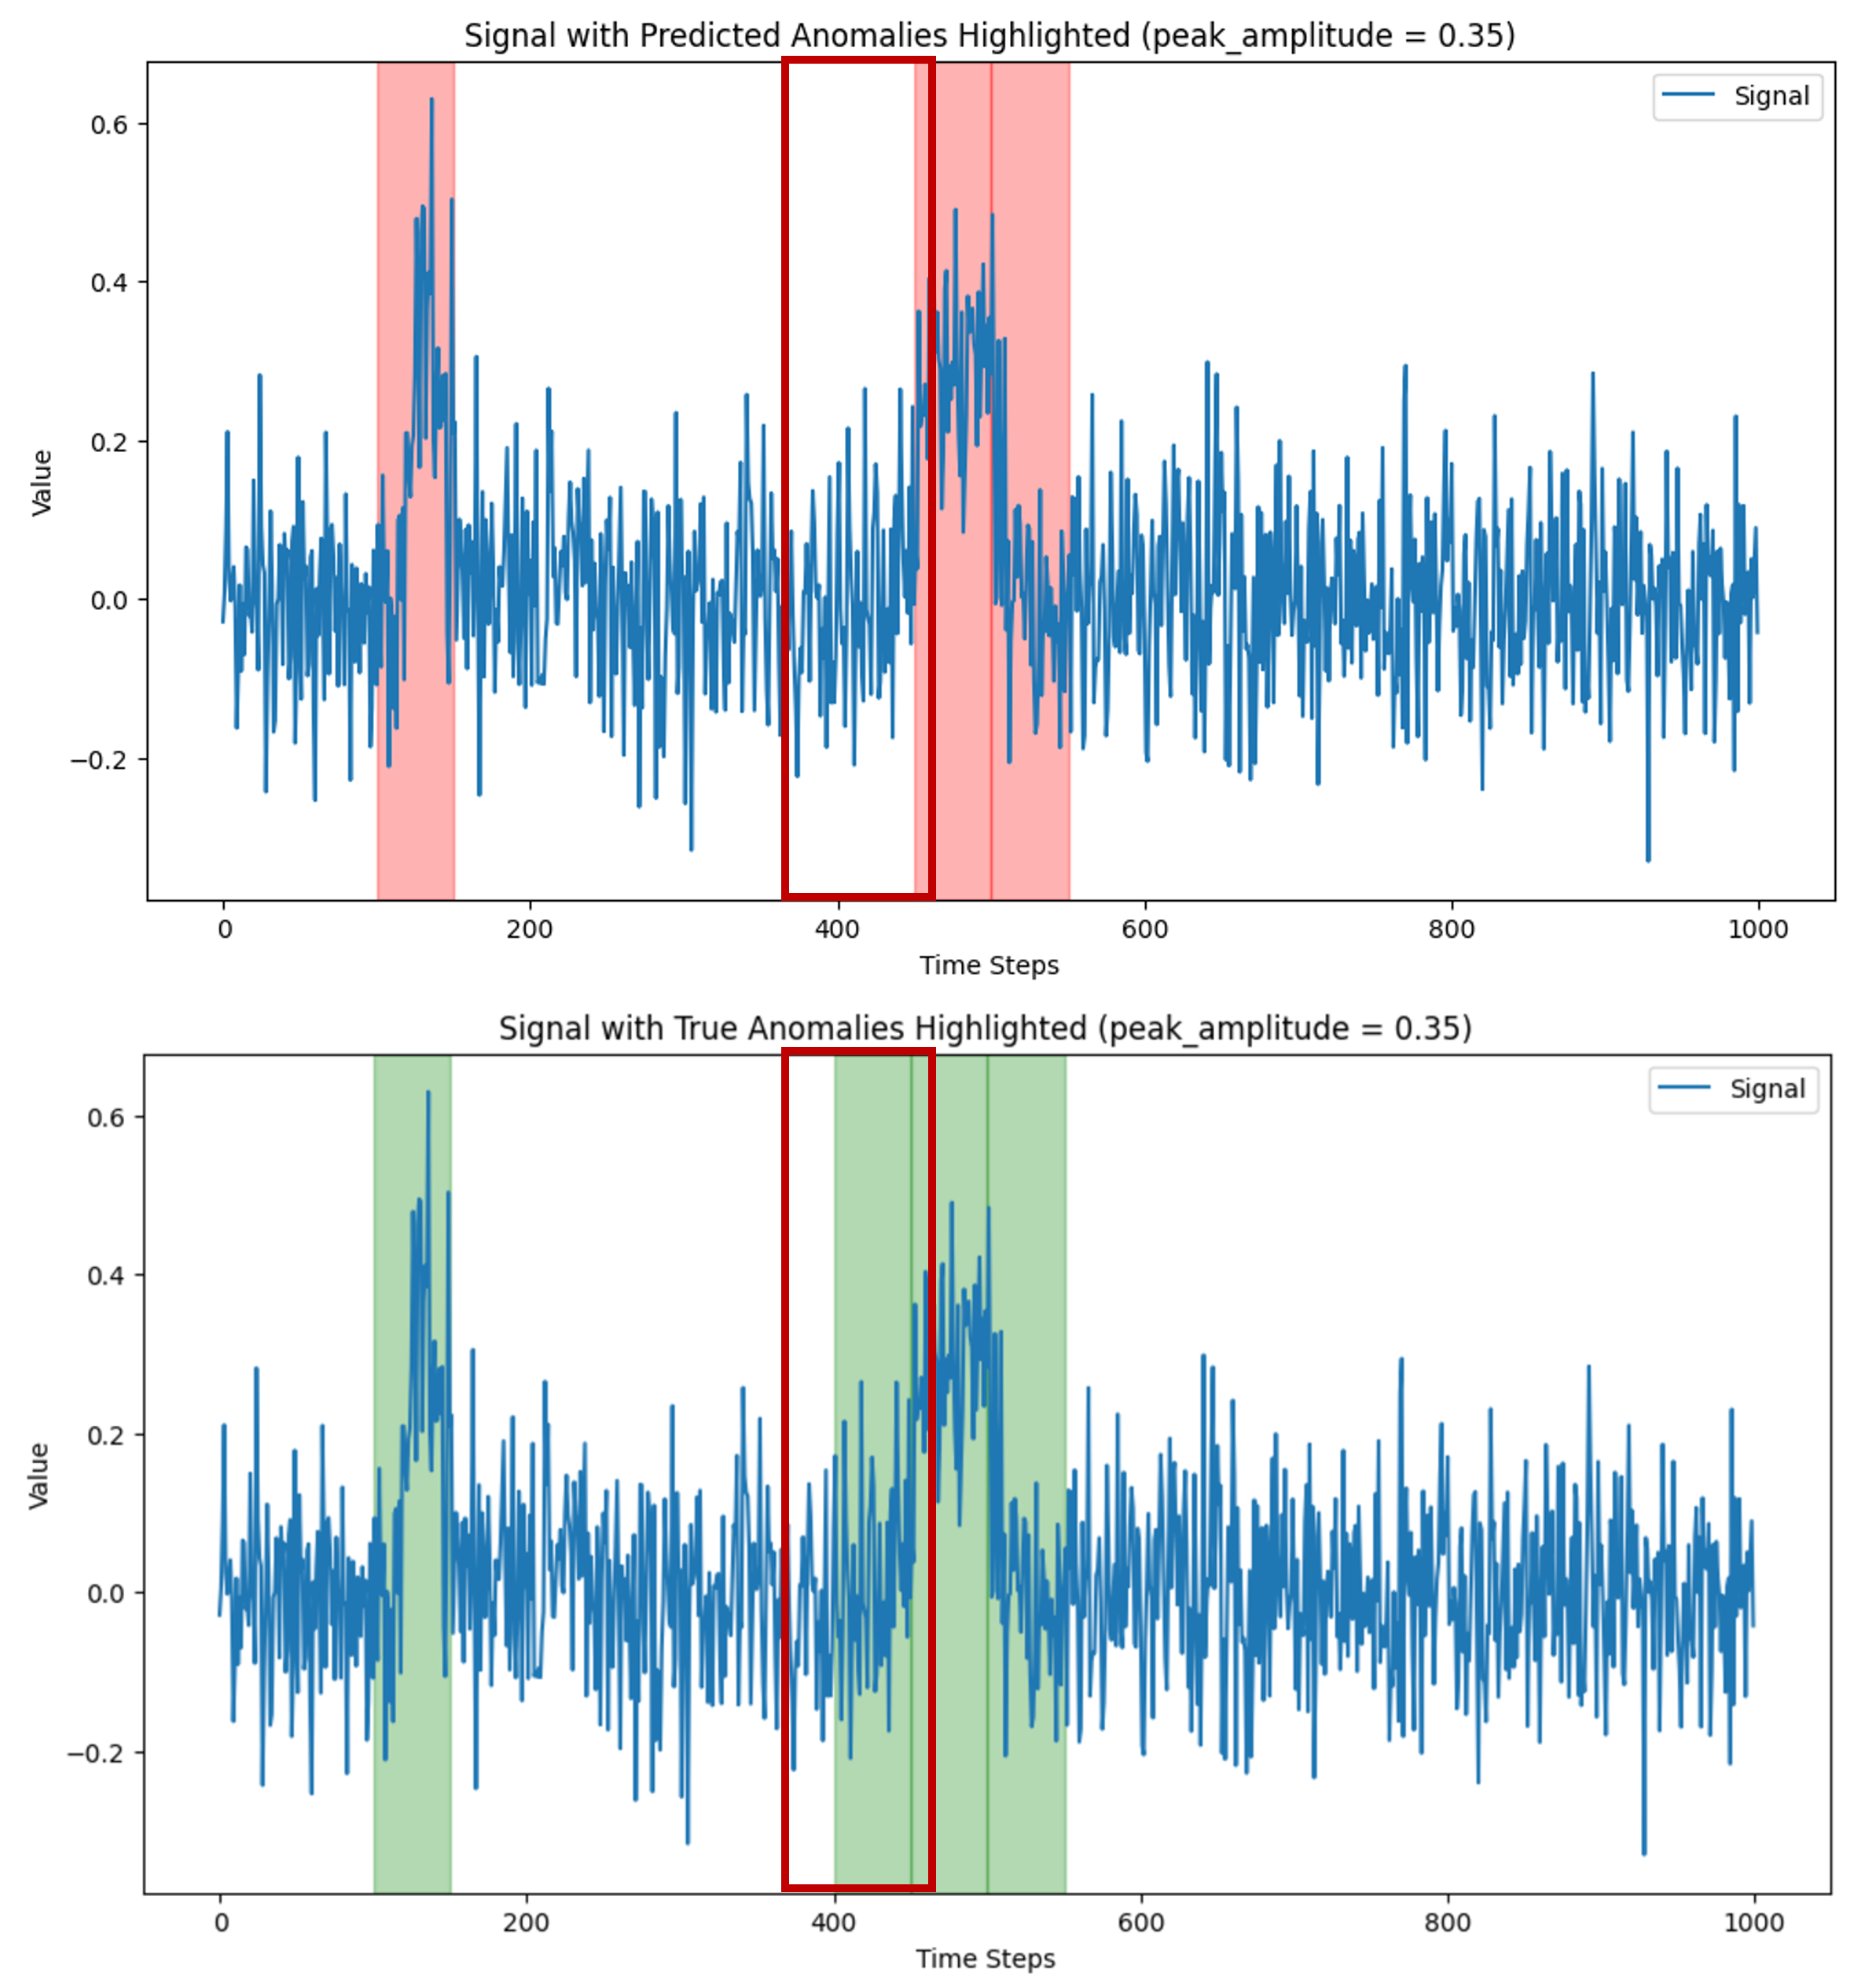 Signal with Predicted Anomalies Highlighted (peak_amplitude = 0.35)
Signal
0.6
0.4
0.2
0.0
−0.2
Value
0
200
400
600
800
1000
Time Steps
Signal with True Anomalies Highlighted (peak_amplitude = 0.35)
Signal
0.6
0.4
0.2
0.0
−0.2
Value
0
200
400
600
800
1000
Time Steps